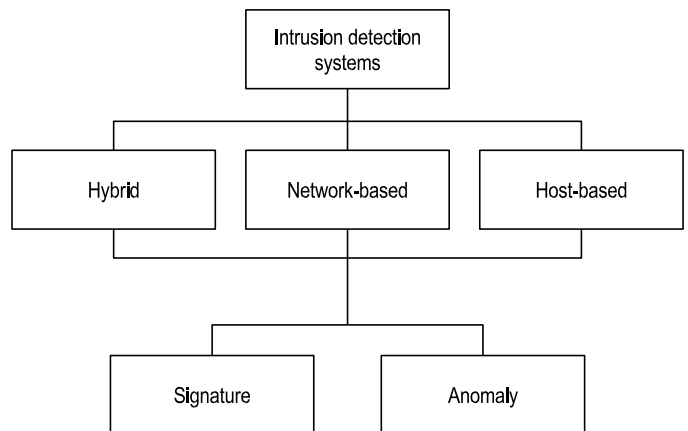 Intrusion detection
systems
Hybrid
Network-based
Host-based
Signature
Anomaly